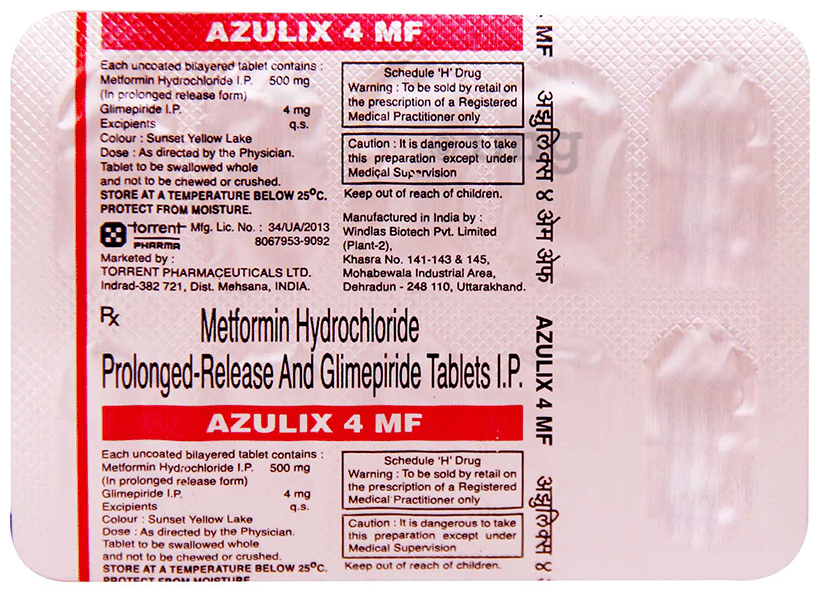 AZULIX 4 MF
Each uncoated bilayered tablet contains :
Metformin Hydrochloride I.P. 500 mg
(In prolonged release form)
Glimepiride I.P. 4 mg
Excipients q.s.
Colour : Sunset Yellow Lake
Dose : As directed by the Physician.
Tablet to be swallowed whole
and not to be chewed or crushed.
STORE AT A TEMPERATURE BELOW 25°C.
PROTECT FROM MOISTURE.
torrent PHARMA
Mfg. Lic. No. : 34/UA/2013
8067953-9092
Marketed by :
TORRENT PHARMACEUTICALS LTD.
Indrad-382 721, Dist. Mehsana, INDIA.
Schedule 'H' Drug
Warning : To be sold by retail on
the prescription of a Registered
Medical Practitioner only
Caution : It is dangerous to take
this preparation except under
Medical Supervision
Keep out of reach of children.
Manufactured in India by :
Windlas Biotech Pvt. Limited
(Plant-2),
Khasra No. 141-143 & 145,
Mohabewala Industrial Area,
Dehradun - 248 110, Uttarakhand.
Rx
Metformin Hydrochloride
Prolonged-Release And Glimepiride Tablets I.P.
AZULIX 4 MF
Each uncoated bilayered tablet contains :
Metformin Hydrochloride I.P. 500 mg
(In prolonged release form)
Glimepiride I.P. 4 mg
Excipients q.s.
Colour : Sunset Yellow Lake
Dose : As directed by the Physician.
Tablet to be swallowed whole
and not to be chewed or crushed.
STORE AT A TEMPERATURE BELOW 25°C.
PROTECT FROM MOISTURE.
Schedule 'H' Drug
Warning : To be sold by retail on
the prescription of a Registered
Medical Practitioner only
Caution : It is dangerous to take
this preparation except under
Medical Supervision
Keep out of reach of children.
MF
अज़ुलिक्स ४ एम एफ
AZULIX 4 MF
अज़ुलिक्स ४